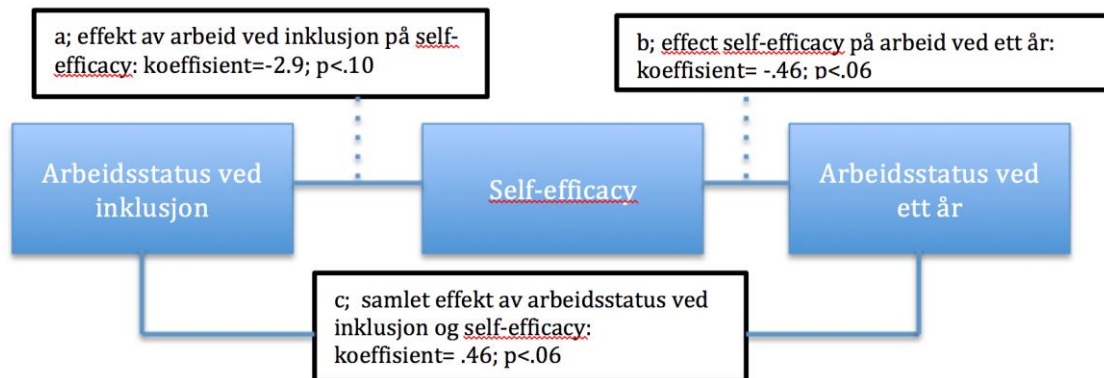 a; effekt av arbeid ved inklusjon på self-
efficacy: koeffisient=-2.9; p<.10
b; effect self-efficacy på arbeid ved ett år:
koeffisient= -.46; p<.06
Arbeidsstatus ved
inklusjon
Self-efficacy
Arbeidsstatus ved
ett år
c;  samlet effekt av arbeidsstatus ved
inklusjon og self-efficacy:
koeffisient= .46; p<.06